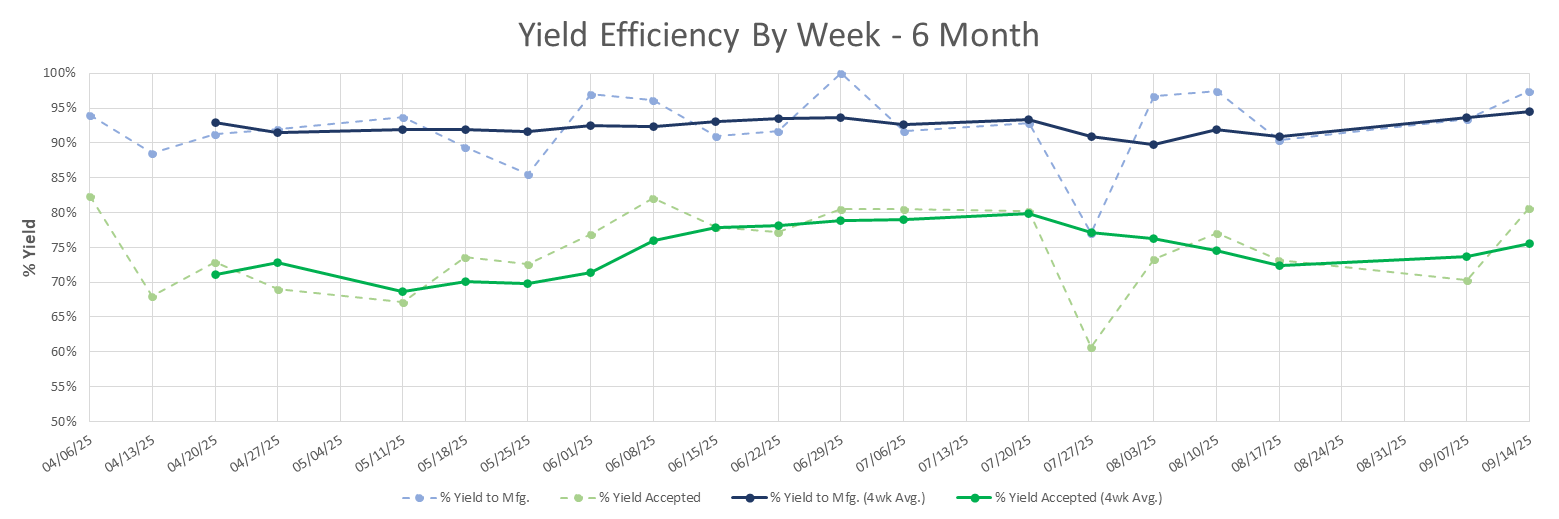 Yield Efficiency By Week - 6 Month
100%
95%
90%
85%
80%
75%
70%
65%
60%
55%
50%
% Yield
04/06/25 04/13/25 04/20/25 04/27/25 05/04/25 05/11/25 05/18/25 05/25/25 06/01/25 06/08/25 06/15/25 06/22/25 06/29/25 07/06/25 07/13/25 07/20/25 07/27/25 08/03/25 08/10/25 08/17/25 08/24/25 08/31/25 09/07/25 09/14/25
% Yield to Mfg. % Yield Accepted % Yield to Mfg. (4wk Avg.) % Yield Accepted (4wk Avg.)